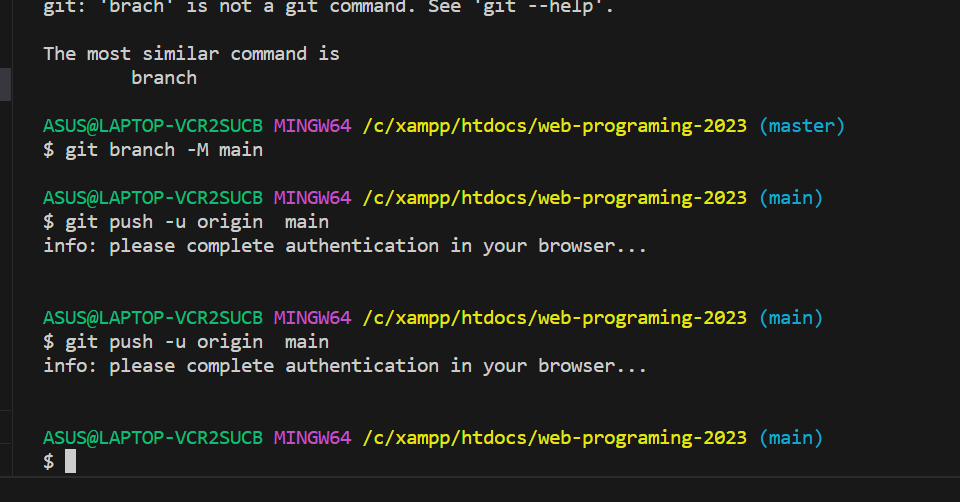 git: 'brach' is not a git command. See 'git --help'.
The most similar command is
branch
ASUS@LAPTOP-VCR2SUCB MINGW64 /c/xampp/htdocs/web-programing-2023 (master)
$ git branch -M main
ASUS@LAPTOP-VCR2SUCB MINGW64 /c/xampp/htdocs/web-programing-2023 (main)
$ git push -u origin  main
info: please complete authentication in your browser...
ASUS@LAPTOP-VCR2SUCB MINGW64 /c/xampp/htdocs/web-programing-2023 (main)
$ git push -u origin  main
info: please complete authentication in your browser...
ASUS@LAPTOP-VCR2SUCB MINGW64 /c/xampp/htdocs/web-programing-2023 (main)
$